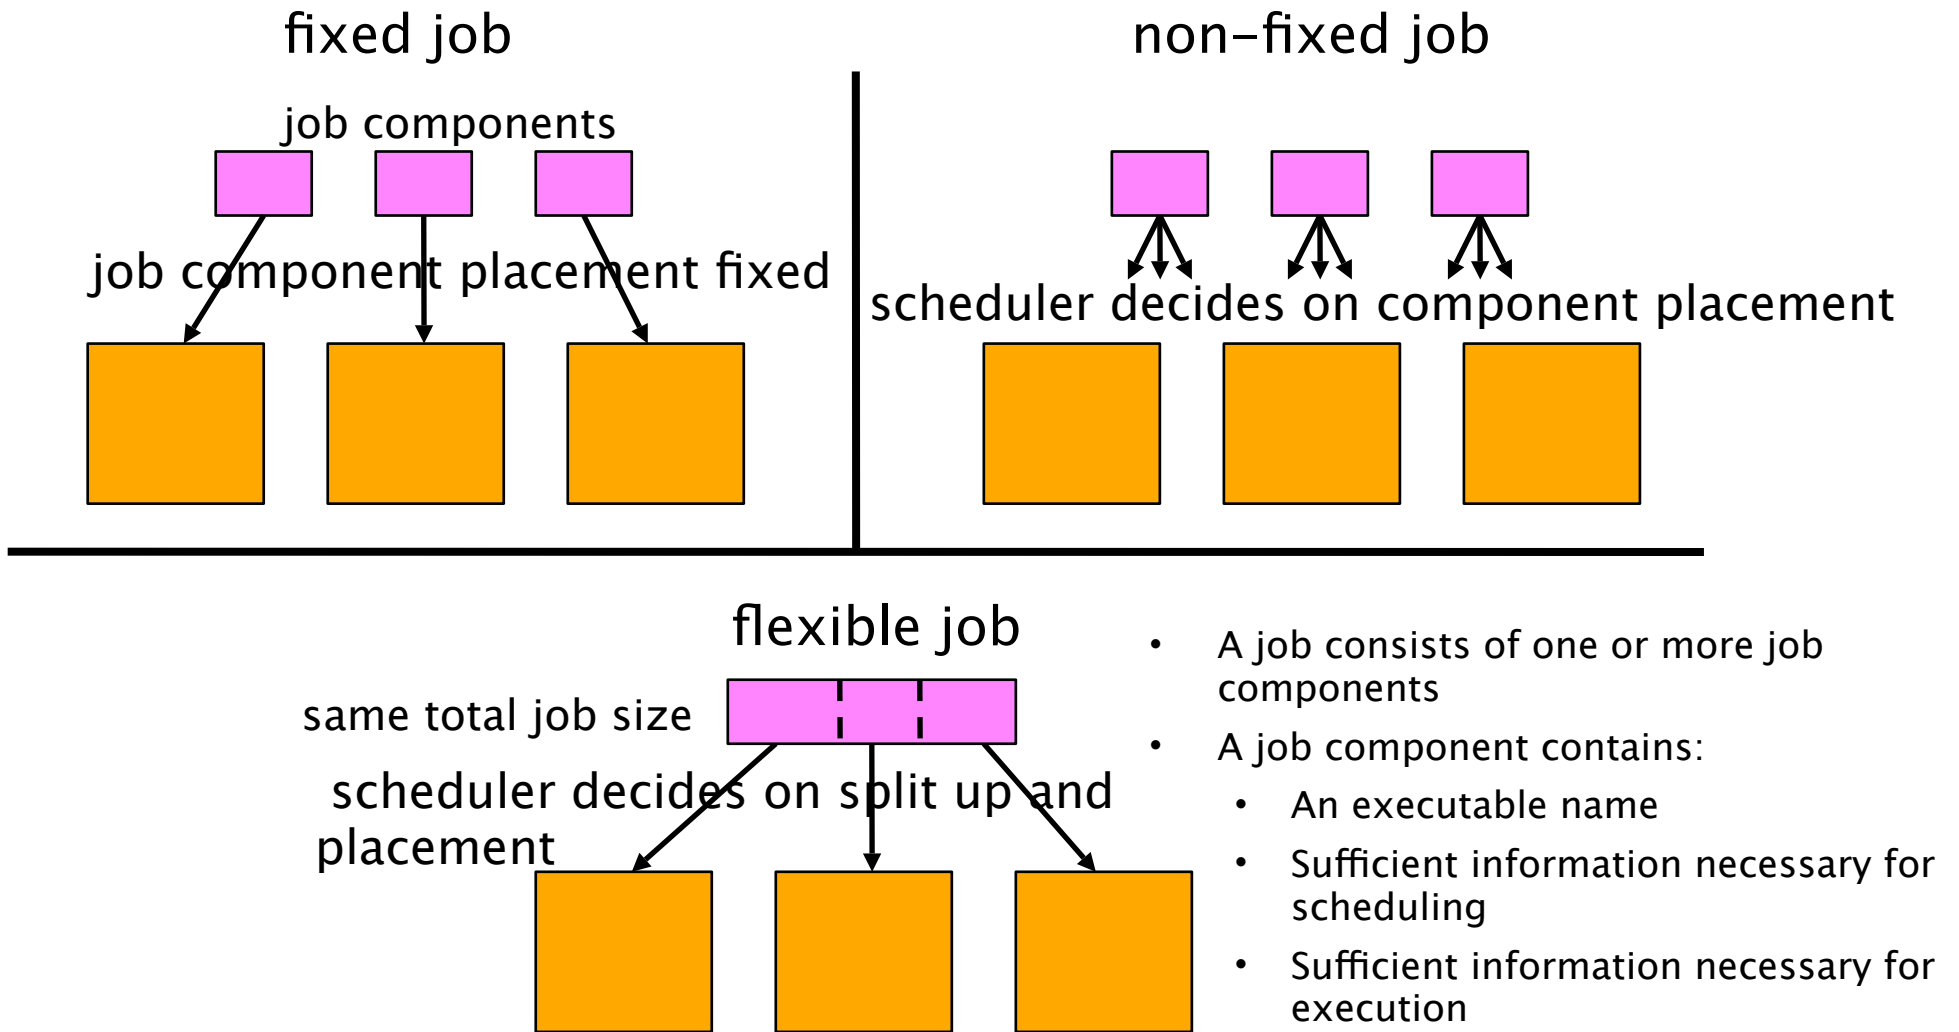 fixed job
job components
job component placement fixed
non-fixed job
scheduler decides on component placement
flexible job
same total job size
scheduler decides on split up and
placement
• A job consists of one or more job
components
• A job component contains:
• An executable name
• Sufficient information necessary for
scheduling
• Sufficient information necessary for
execution